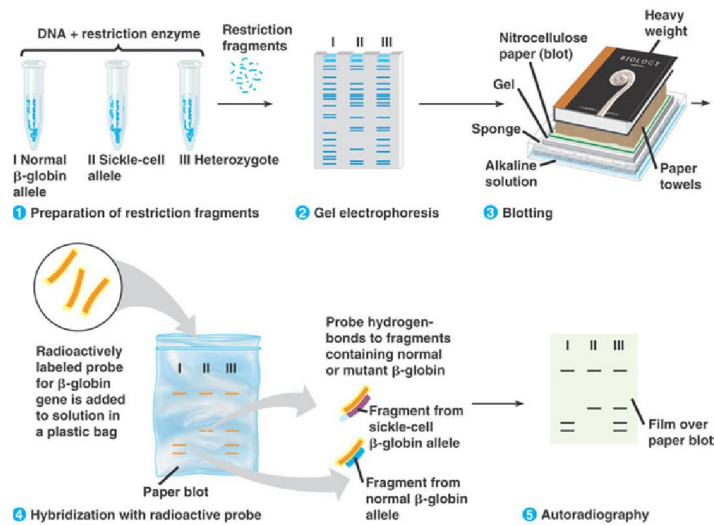 DNA + restriction enzyme
Restriction
fragments
I Normal
β-globin
allele
II Sickle-cell
allele
III Heterozygote
1 Preparation of restriction fragments
I II III
2 Gel electrophoresis
Heavy
weight
Nitrocellulose
paper (blot)
BIOLOGY
Gel
Sponge
Alkaline
solution
Paper
towels
3 Blotting
Radioactively
labeled probe
for β-globin
gene is added
to solution in
a plastic bag
I II III
Paper blot
Probe hydrogen-
bonds to fragments
containing normal
or mutant β-globin
Fragment from
sickle-cell
β-globin allele
Fragment from
normal β-globin
allele
4 Hybridization with radioactive probe
I II III
Film over
paper blot
5 Autoradiography